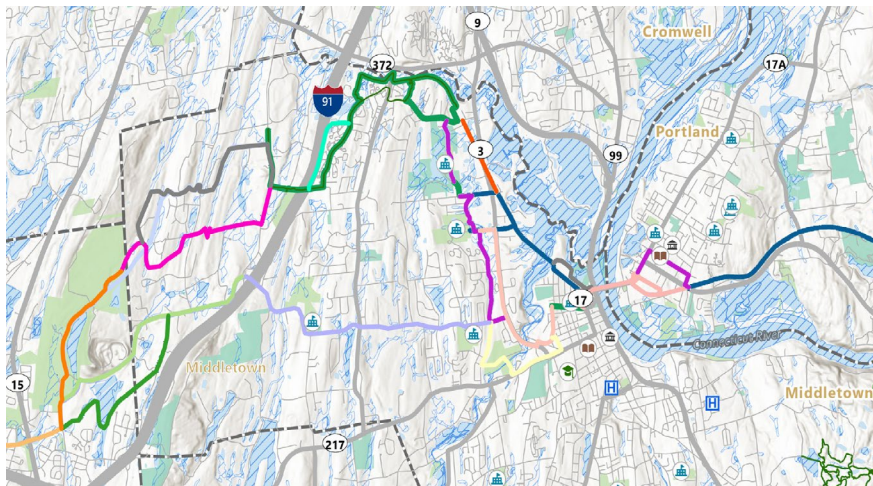 9
Cromwell
372
17A
91
Portland
3
99
17
Connecticut River
Middletown
15
Middletown
H
H
217